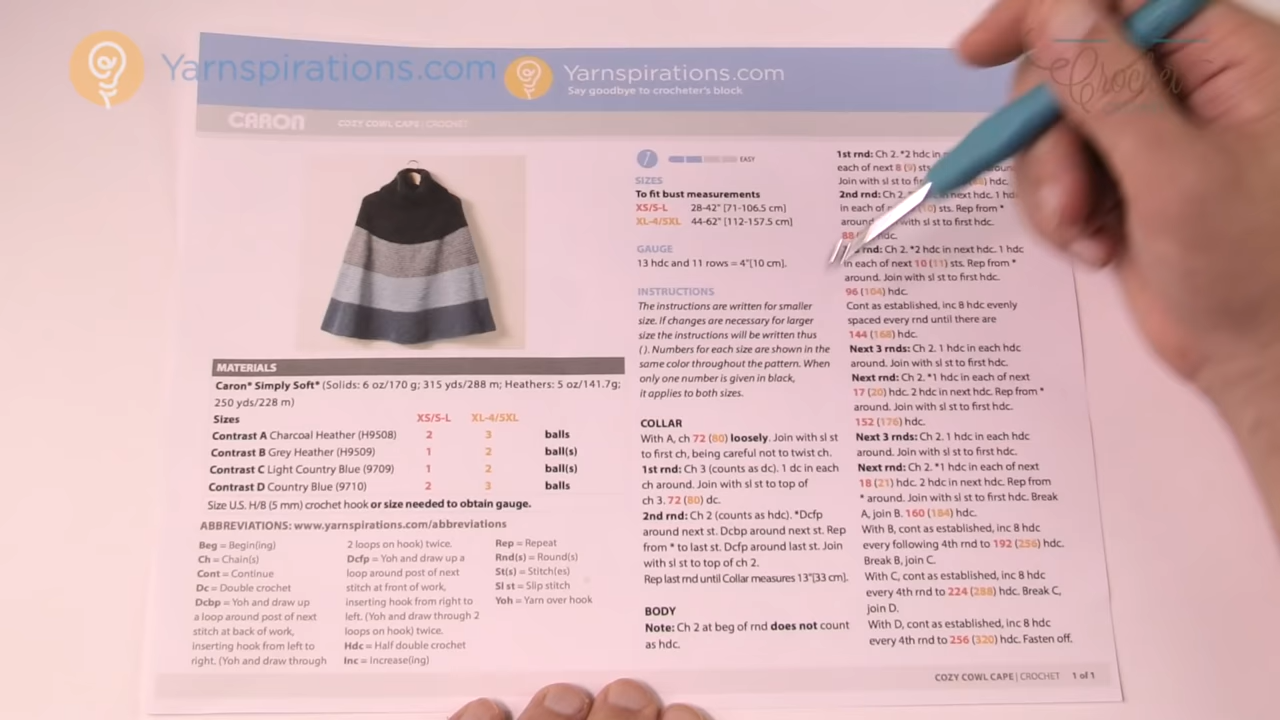 Yarnspirations.com
Yarnspirations.com
Say goodbye to crocheter's block
Crochet
CARON COZY COWL CAPE | CROCHET
MATERIALS
Caron® Simply Soft® (Solids: 6 oz/170 g; 315 yds/288 m; Heathers: 5 oz/141.7g;
250 yds/228 m)
Sizes XS/S-L XL-4/5XL
Contrast A Charcoal Heather (H9508) 2 3 balls
Contrast B Grey Heather (H9509) 1 2 ball(s)
Contrast C Light Country Blue (9709) 1 2 ball(s)
Contrast D Country Blue (9710) 2 3 balls
Size U.S. H/8 (5 mm) crochet hook or size needed to obtain gauge.
ABBREVIATIONS: www.yarnspirations.com/abbreviations
Beg = Begin(ing)
Ch = Chain(s)
Cont = Continue
Dc = Double crochet
Dcbp = Yoh and draw up
a loop around post of next
stitch at back of work,
inserting hook from left to
right. (Yoh and draw through
2 loops on hook) twice.
Dcfp = Yoh and draw up a
loop around post of next
stitch at front of work,
inserting hook from right to
left. (Yoh and draw through 2
loops on hook) twice.
Hdc = Half double crochet
Inc = Increase(ing)
Rep = Repeat
Rnd(s) = Round(s)
St(s) = Stitch(es)
Sl st = Slip stitch
Yoh = Yarn over hook
EASY
SIZES
To fit bust measurements
XS/S-L 28-42" [71-106.5 cm]
XL-4/5XL 44-62" [112-157.5 cm]
GAUGE
13 hdc and 11 rows = 4"[10 cm].
INSTRUCTIONS
The instructions are written for smaller
size. If changes are necessary for larger
size the instructions will be written thus
( ). Numbers for each size are shown in the
same color throughout the pattern. When
only one number is given in black,
it applies to both sizes.
COLLAR
With A, ch 72 (80) loosely. Join with sl st
to first ch, being careful not to twist ch.
1st rnd: Ch 3 (counts as dc). 1 dc in each
ch around. Join with sl st to top of
ch 3. 72 (80) dc.
2nd rnd: Ch 2 (counts as hdc). *Dcfp
around next st. Dcbp around next st. Rep
from * to last st. Dcfp around last st. Join
with sl st to top of ch 2.
Rep last rnd until Collar measures 13"[33 cm].
BODY
Note: Ch 2 at beg of rnd does not count
as hdc.
1st rnd: Ch 2. *2 hdc in
each of next 8 (9) sts.
Join with sl st to hdc.
2nd rnd: Ch 2. next hdc. 1 hdc
in each of sts. Rep from *
around with sl st to first
88 hdc.
rnd: Ch 2. *2 hdc in next hdc. 1 hdc
in each of next 10 (11) sts. Rep from *
around. Join with sl st to first hdc.
96 (104) hdc.
Cont as established, inc 8 hdc evenly
spaced every rnd until there are
144 (168) hdc.
Next 3 rnds: Ch 2. 1 hdc in each
around. Join with sl st to first hdc.
Next rnd: Ch 2. *1 hdc in each of next
17 (20) hdc. 2 hdc in next hdc. Rep from *
around. Join with sl st to first hdc.
152 (176) hdc.
Next 3 rnds: Ch 2. 1 hdc in each hdc
around. Join with sl st to first hdc.
Next rnd: Ch 2. *1 hdc in each of next
18 (21) hdc. 2 hdc in next hdc. Rep from
* around. Join with sl st to first hdc. Break
A, join B. 160 (184) hdc.
With B, cont as established, inc 8 hdc
every following 4th rnd to 192 (256) hdc.
Break B, join C.
With C, cont as established, inc 8 hdc
every 4th rnd to 224 (288) hdc. Break C,
join D.
With D, cont as established, inc 8 hdc
every 4th rnd to 256 (320) hdc. Fasten off.
COZY COWL CAPE | CROCHET 1 of 1